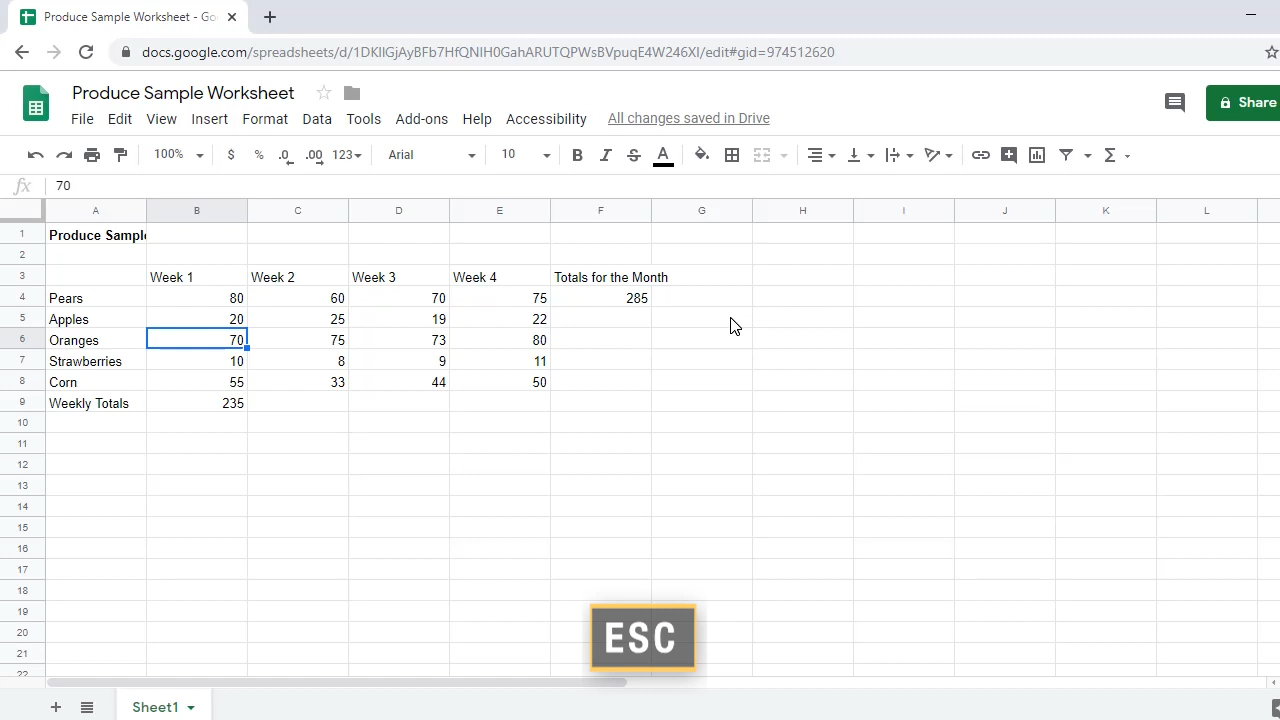 Produce Sample Worksheet - Go
docs.google.com/spreadsheets/d/1DKIlGjAyBFb7HfQNIH0GahARUTQPWsBVpuqE4W246XI/edit#gid=974512620
Produce Sample Worksheet
File Edit View Insert Format Data Tools Add-ons Help Accessibility All changes saved in Drive
Share
100% $ % .0 .00 123 Arial 10 B I S A Σ
fx 70
A B C D E F G H I J K L
1 Produce Sample
2
3 Week 1 Week 2 Week 3 Week 4 Totals for the Month
4 Pears 80 60 70 75 285
5 Apples 20 25 19 22
6 Oranges 70 75 73 80
7 Strawberries 10 8 9 11
8 Corn 55 33 44 50
9 Weekly Totals 235
10
11
12
13
14
15
16
17
18
19
20
21
22
ESC
Sheet1